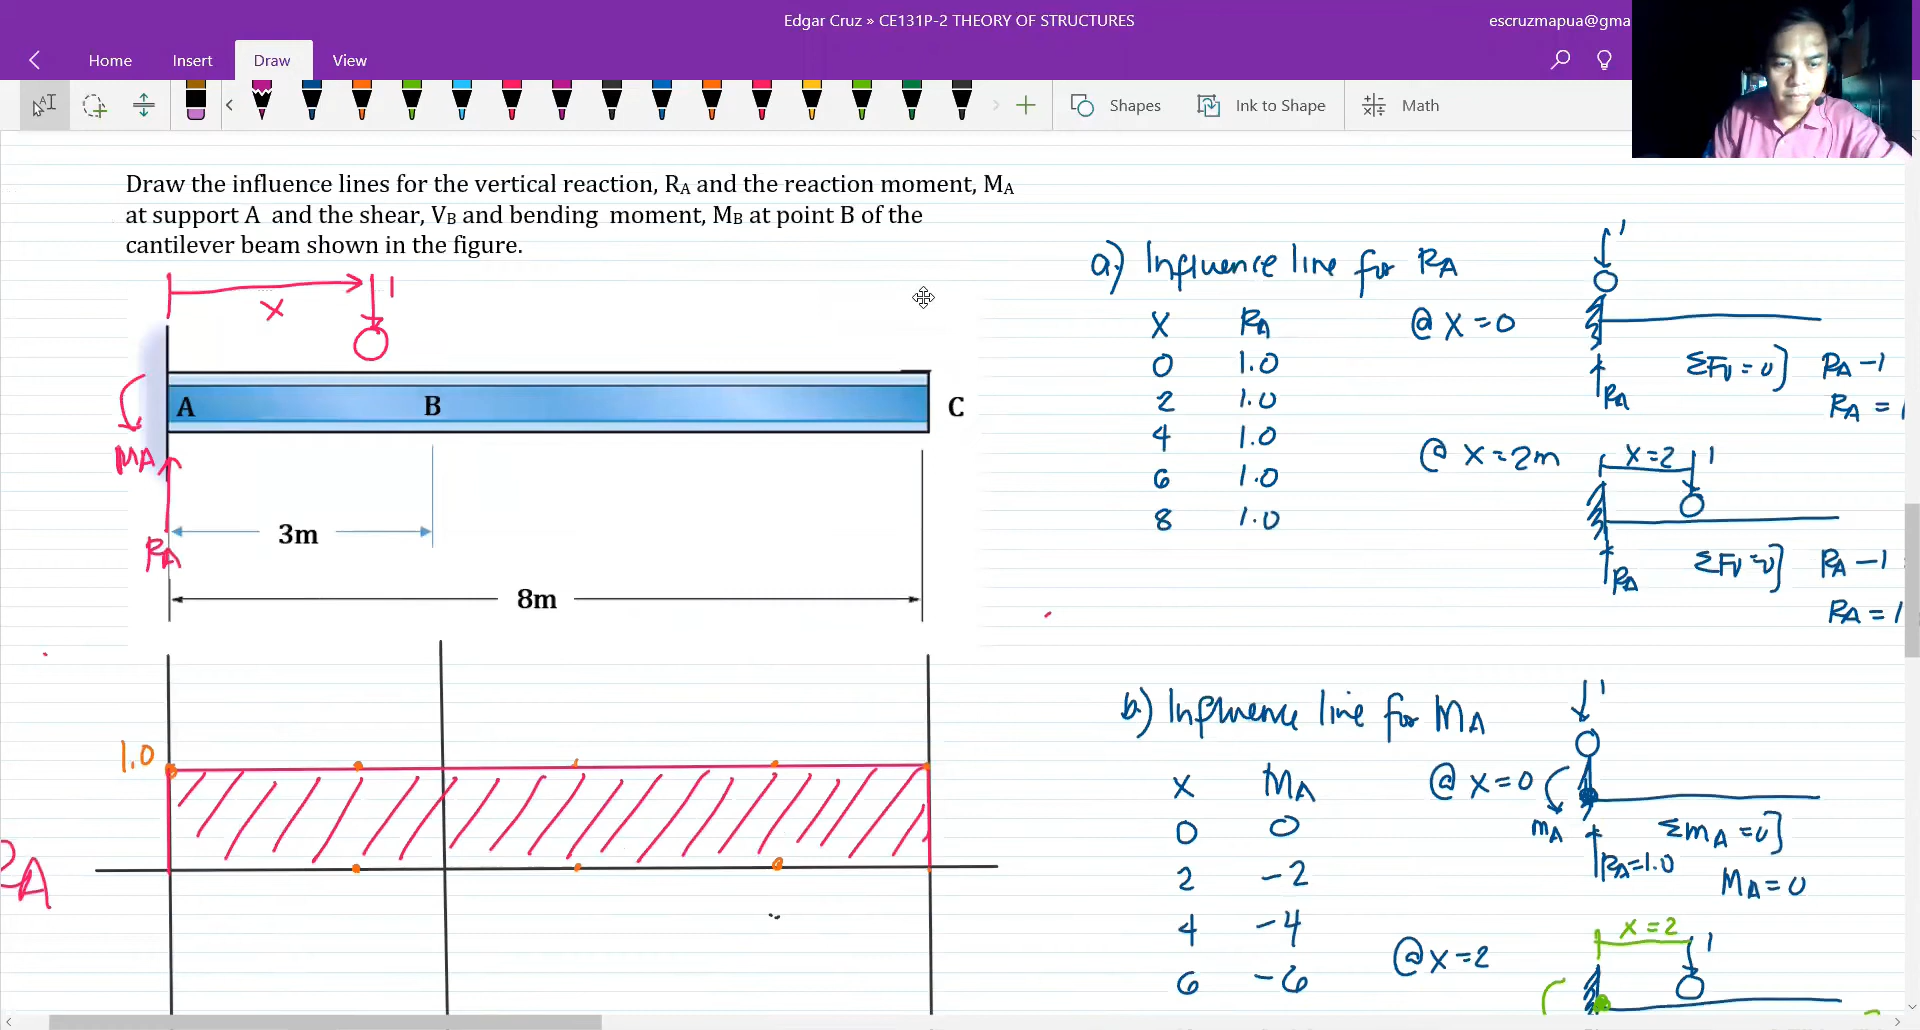 Edgar Cruz » CE131P-2 THEORY OF STRUCTURES
escruzmapua@gma
Home Insert Draw View
Shapes Ink to Shape Math
Draw the influence lines for the vertical reaction, RA and the reaction moment, MA
at support A and the shear, VB and bending moment, MB at point B of the
cantilever beam shown in the figure.
X 1
A B C
MA
RA
3m
8m
1.0
RA
a) Influence line for RA
X RA
0 1.0
2 1.0
4 1.0
6 1.0
8 1.0
@ X = 0
1
RA
ΣFv = 0] RA - 1
RA = 1
@ X = 2m
X = 2 1
RA
ΣFv = 0] RA - 1
RA = 1
b) Influence line for MA
X MA
0 0
2 -2
4 -4
6 -6
@ X = 0
1
MA
RA = 1.0
ΣMA = 0]
MA = 0
@ X = 2
X = 2 1